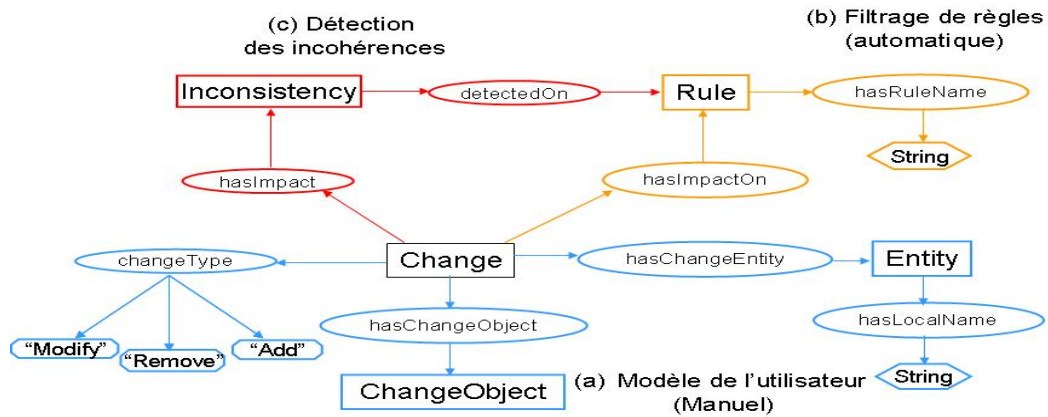 (c) Détection
des incohérences
(b) Filtrage de règles
(automatique)
Inconsistency
detectedOn
Rule
hasRuleName
String
hasImpact
hasImpactOn
changeType
Change
hasChangeEntity
Entity
hasChangeObject
hasLocalName
“Modify”
“Remove”
“Add”
ChangeObject
(a) Modèle de l’utilisateur
(Manuel)
String